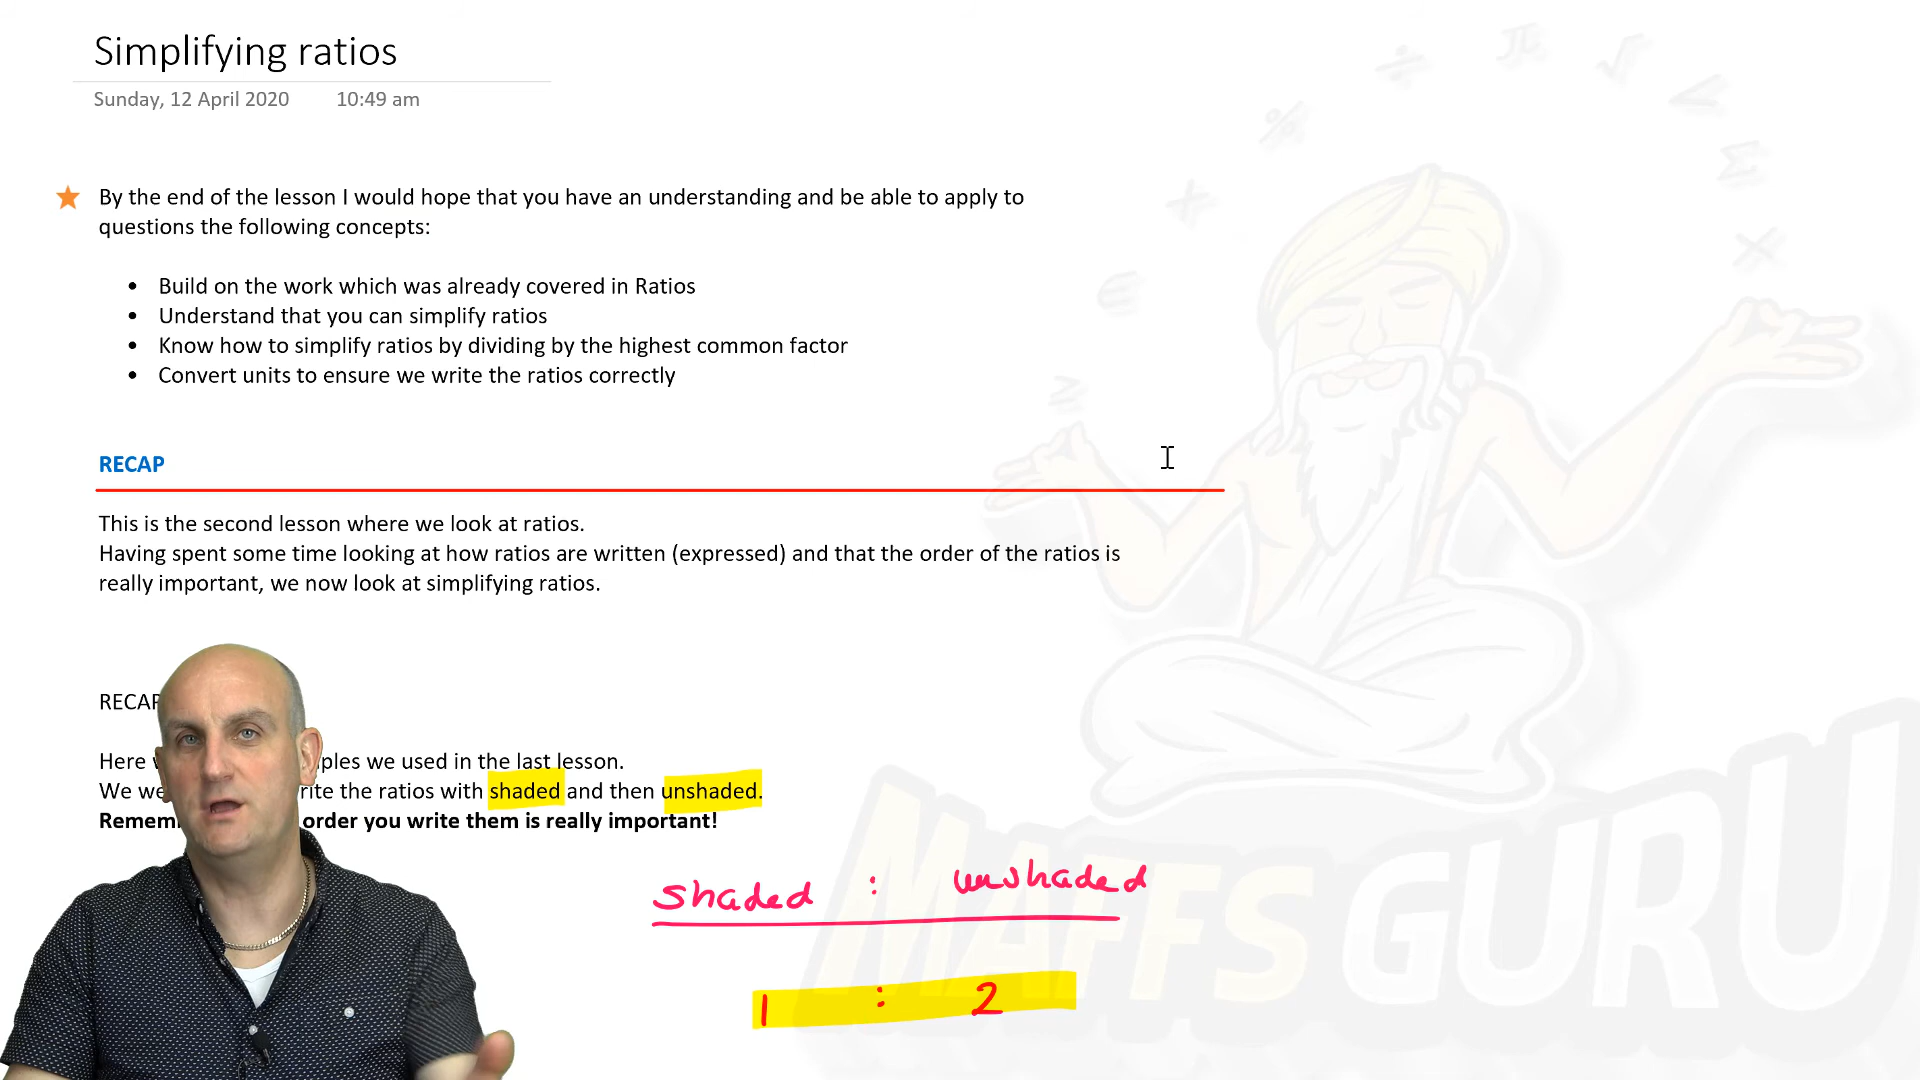 Simplifying ratios
Sunday, 12 April 2020 10:49 am
By the end of the lesson I would hope that you have an understanding and be able to apply to
questions the following concepts:
• Build on the work which was already covered in Ratios
• Understand that you can simplify ratios
• Know how to simplify ratios by dividing by the highest common factor
• Convert units to ensure we write the ratios correctly
RECAP
This is the second lesson where we look at ratios.
Having spent some time looking at how ratios are written (expressed) and that the order of the ratios is
really important, we now look at simplifying ratios.
RECAP
Here ples we used in the last lesson.
We we rite the ratios with shaded and then unshaded.
Remem order you write them is really important!
shaded : unshaded
1 : 2
MAFFS GURU